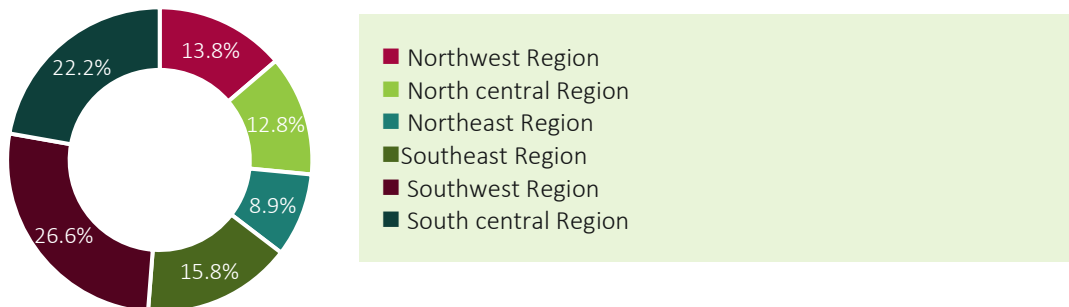 13.8%
22.2%
12.8%
8.9%
26.6%
15.8%
Northwest Region
North central Region
Northeast Region
Southeast Region
Southwest Region
South central Region